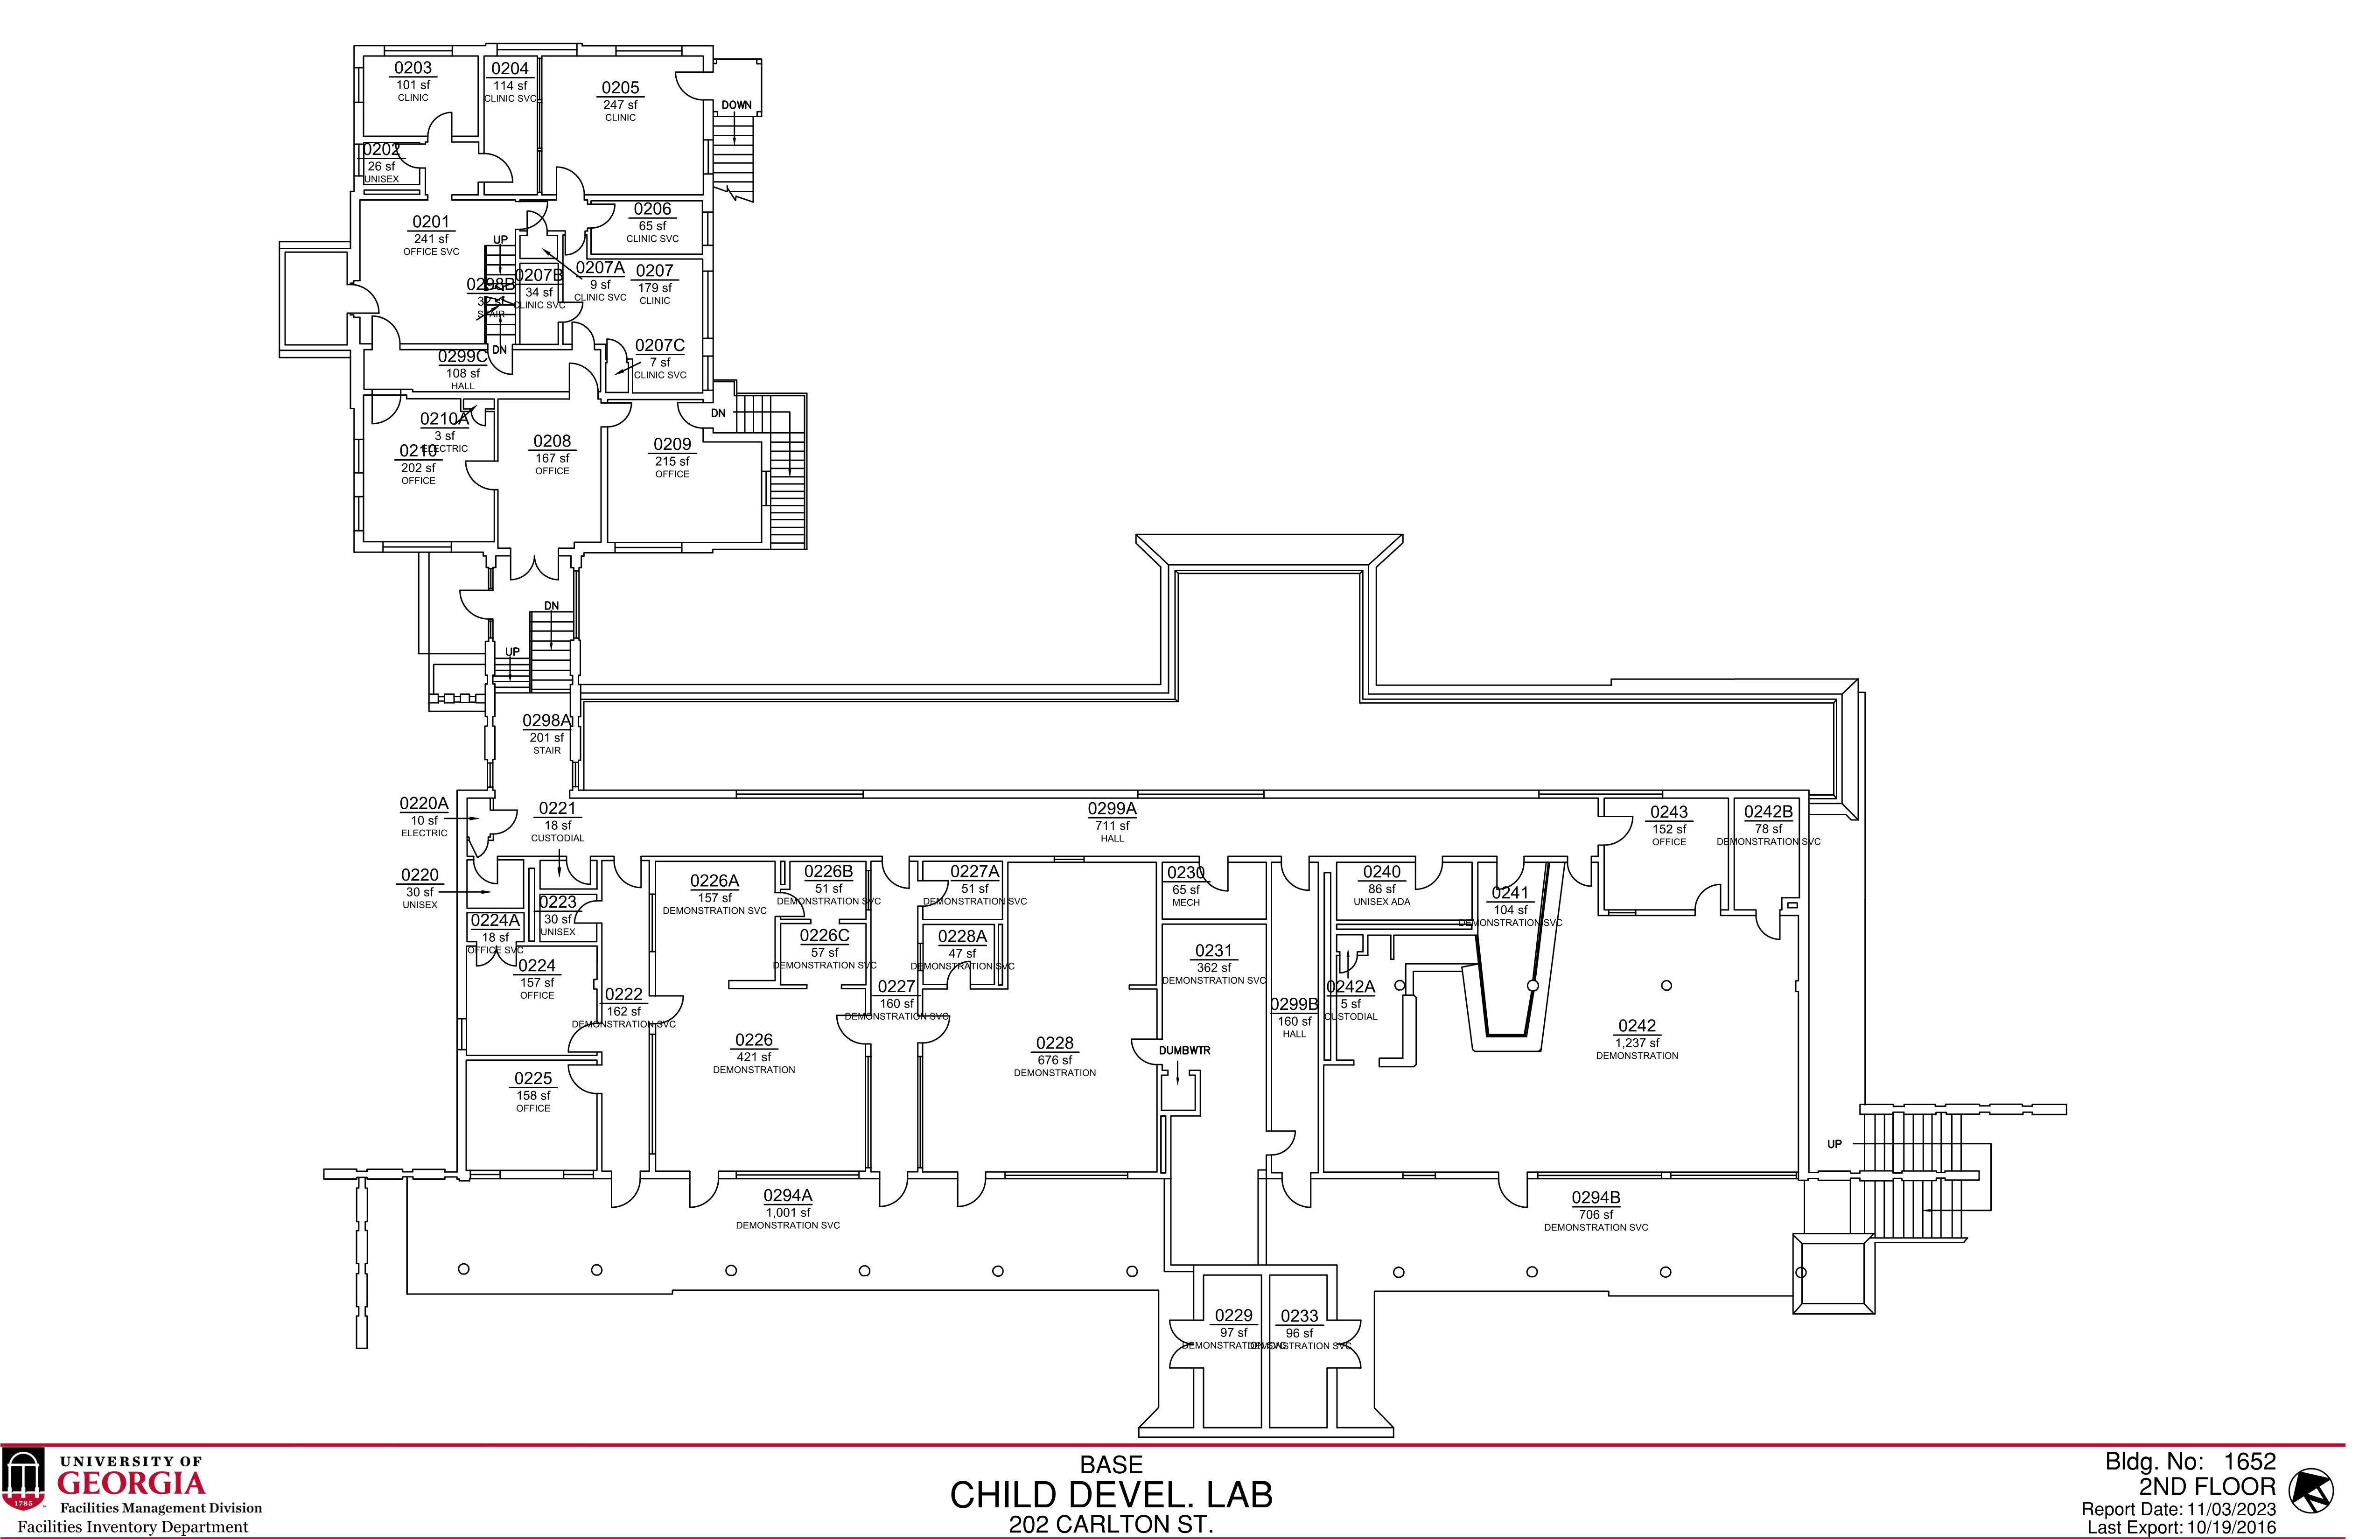 0203
101 sf
CLINIC
0204
114 sf
CLINIC SVC
0205
247 sf
CLINIC
DOWN
0202
26 sf
UNISEX
0201
241 sf
OFFICE SVC
UP
0206
65 sf
CLINIC SVC
0298B
STAIR
0207B
34 sf
CLINIC SVC
0207A
9 sf
CLINIC SVC
0207
179 sf
CLINIC
0207C
7 sf
CLINIC SVC
DN
0299C
108 sf
HALL
0210A
3 sf
ELECTRIC
0210
202 sf
OFFICE
0208
167 sf
OFFICE
0209
215 sf
OFFICE
DN
DN
UP
0298A
201 sf
STAIR
0220A
10 sf
ELECTRIC
0221
18 sf
CUSTODIAL
0299A
711 sf
HALL
0243
152 sf
OFFICE
0242B
78 sf
DEMONSTRATION SVC
0220
30 sf
UNISEX
0223
30 sf
UNISEX
0224A
18 sf
OFFICE SVC
0224
157 sf
OFFICE
0222
162 sf
DEMONSTRATION SVC
0225
158 sf
OFFICE
0226A
157 sf
DEMONSTRATION SVC
0226B
51 sf
DEMONSTRATION SVC
0226C
57 sf
DEMONSTRATION SVC
0226
421 sf
DEMONSTRATION
0227A
51 sf
DEMONSTRATION SVC
0228A
47 sf
DEMONSTRATION SVC
0227
160 sf
DEMONSTRATION SVC
0228
676 sf
DEMONSTRATION
0230
65 sf
MECH
0231
362 sf
DEMONSTRATION SVC
DUMBWTR
0299B
160 sf
HALL
0240
86 sf
UNISEX ADA
0241
104 sf
DEMONSTRATION SVC
0242A
5 sf
CUSTODIAL
0242
1,237 sf
DEMONSTRATION
UP
0294A
1,001 sf
DEMONSTRATION SVC
0294B
706 sf
DEMONSTRATION SVC
0229
97 sf
DEMONSTRATION SVC
0233
96 sf
DEMONSTRATION SVC
1785
UNIVERSITY OF
GEORGIA
Facilities Management Division
Facilities Inventory Department
BASE
CHILD DEVEL. LAB
202 CARLTON ST.
Bldg. No: 1652
2ND FLOOR
Report Date: 11/03/2023
Last Export: 10/19/2016